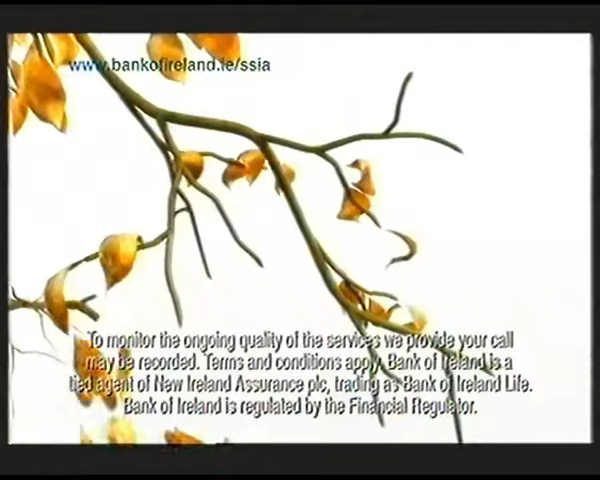 www.bankofireland.ie/ssia
To monitor the ongoing quality of the services we provide your call
may be recorded. Terms and conditions apply. Bank of Ireland is a
tied agent of New Ireland Assurance plc, trading as Bank of Ireland Life.
Bank of Ireland is regulated by the Financial Regulator.